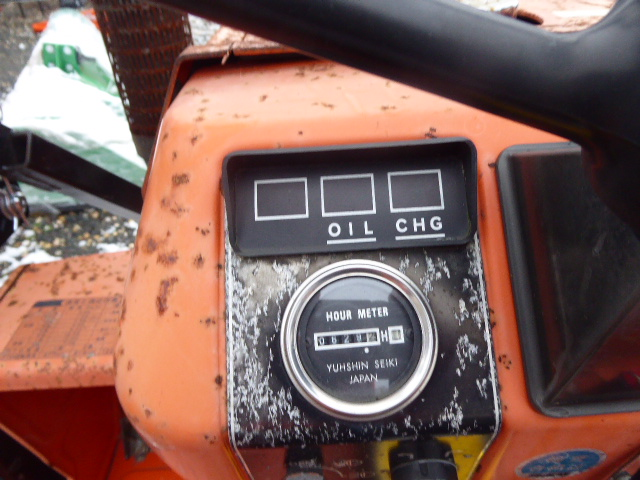 OIL CHG
HOUR METER
H
YUHSHIN SEIKI
JAPAN